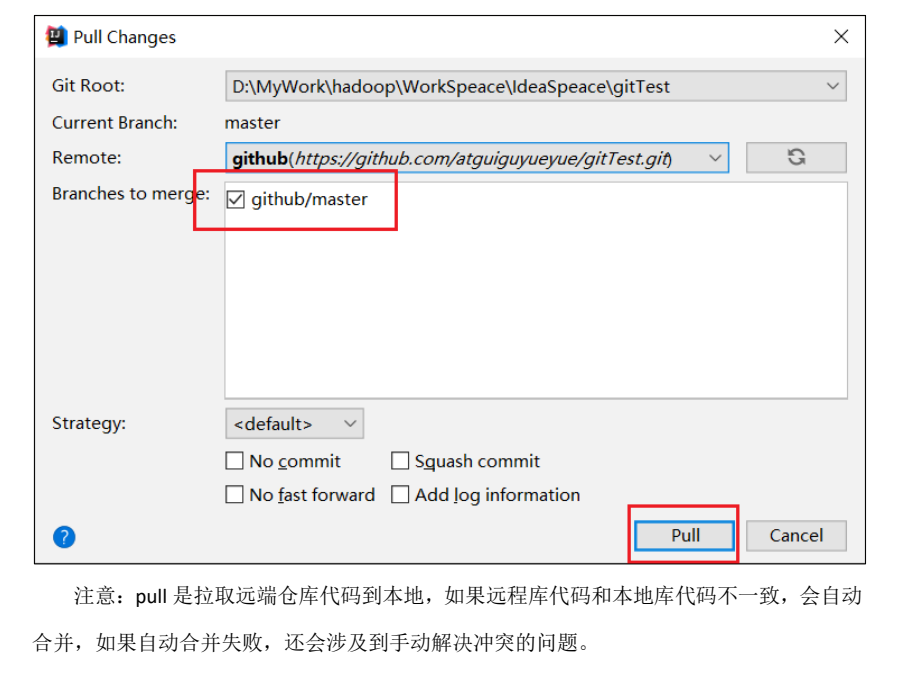 Pull Changes
Git Root: D:\MyWork\hadoop\WorkSpeace\IdeaSpeace\gitTest
Current Branch: master
Remote: github(https://github.com/atguiguyueyue/gitTest.git)
Branches to merge: github/master
Strategy: <default>
No commit Squash commit
No fast forward Add log information
? Pull Cancel
注意：pull 是拉取远端仓库代码到本地，如果远程库代码和本地库代码不一致，会自动
合并，如果自动合并失败，还会涉及到手动解决冲突的问题。